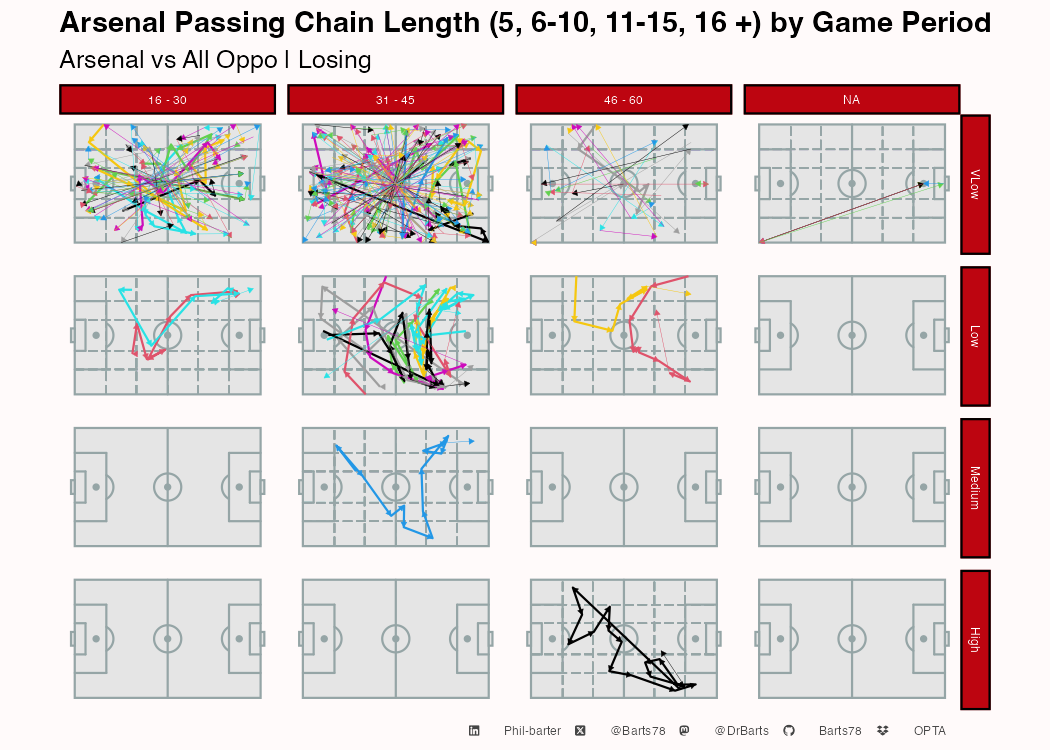 Arsenal Passing Chain Length (5, 6-10, 11-15, 16 +) by Game Period
Arsenal vs All Oppo | Losing
16 - 30
31 - 45
46 - 60
NA
VLow
Low
Medium
High
Phil-barter @Barts78 @DrBarts Barts78 OPTA